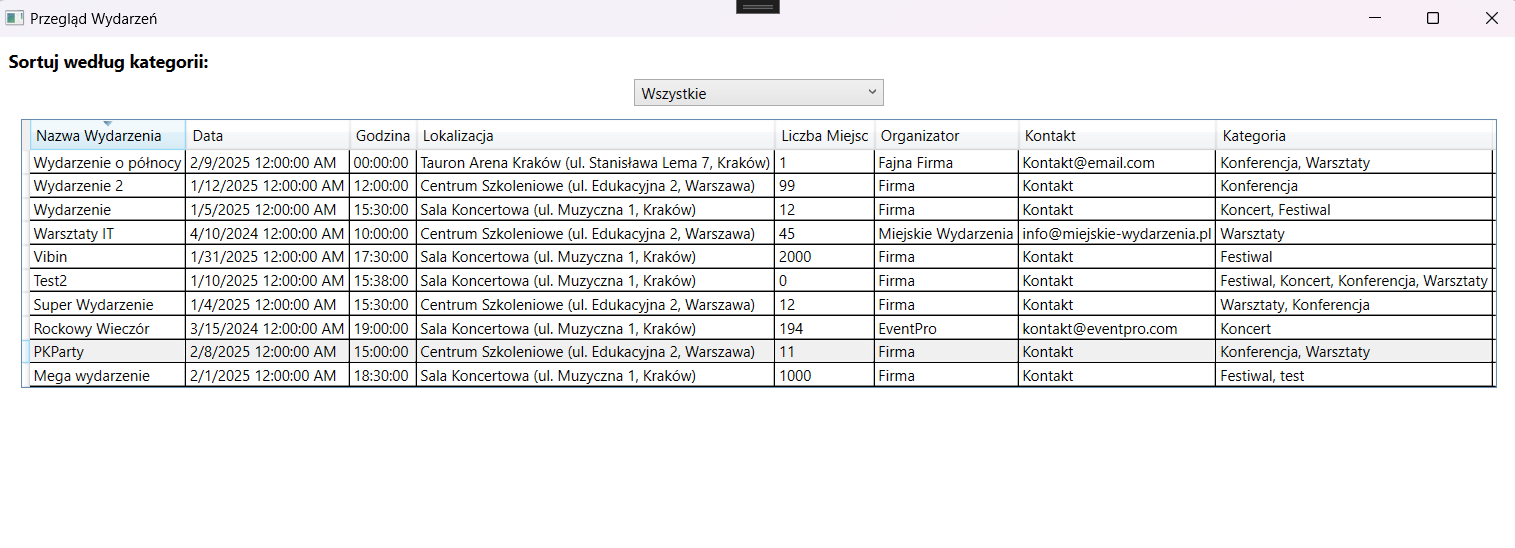 Przegląd Wydarzeń
Sortuj według kategorii:
Wszystkie
Nazwa Wydarzenia Data Godzina Lokalizacja Liczba Miejsc Organizator Kontakt Kategoria
Wydarzenie o północy 2/9/2025 12:00:00 AM 00:00:00 Tauron Arena Kraków (ul. Stanisława Lema 7, Kraków) 1 Fajna Firma Kontakt@email.com Konferencja, Warsztaty
Wydarzenie 2 1/12/2025 12:00:00 AM 12:00:00 Centrum Szkoleniowe (ul. Edukacyjna 2, Warszawa) 99 Firma Kontakt Konferencja
Wydarzenie 1/5/2025 12:00:00 AM 15:30:00 Sala Koncertowa (ul. Muzyczna 1, Kraków) 12 Firma Kontakt Koncert, Festiwal
Warsztaty IT 4/10/2024 12:00:00 AM 10:00:00 Centrum Szkoleniowe (ul. Edukacyjna 2, Warszawa) 45 Miejskie Wydarzenia info@miejskie-wydarzenia.pl Warsztaty
Vibin 1/31/2025 12:00:00 AM 17:30:00 Sala Koncertowa (ul. Muzyczna 1, Kraków) 2000 Firma Kontakt Festiwal
Test2 1/10/2025 12:00:00 AM 15:38:00 Sala Koncertowa (ul. Muzyczna 1, Kraków) 0 Firma Kontakt Festiwal, Koncert, Konferencja, Warsztaty
Super Wydarzenie 1/4/2025 12:00:00 AM 15:30:00 Centrum Szkoleniowe (ul. Edukacyjna 2, Warszawa) 12 Firma Kontakt Warsztaty, Konferencja
Rockowy Wieczór 3/15/2024 12:00:00 AM 19:00:00 Sala Koncertowa (ul. Muzyczna 1, Kraków) 194 EventPro kontakt@eventpro.com Koncert
PKParty 2/8/2025 12:00:00 AM 15:00:00 Centrum Szkoleniowe (ul. Edukacyjna 2, Warszawa) 11 Firma Kontakt Konferencja, Warsztaty
Mega wydarzenie 2/1/2025 12:00:00 AM 18:30:00 Sala Koncertowa (ul. Muzyczna 1, Kraków) 1000 Firma Kontakt Festiwal, test